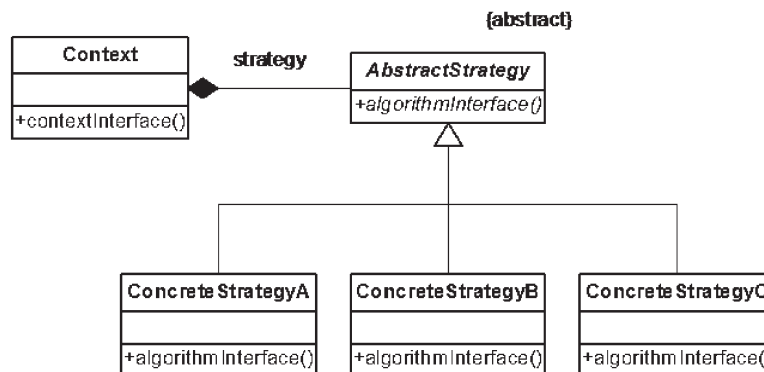 {abstract}
Context
strategy
AbstractStrategy
+algorithmInterface()
+contextInterface()
ConcreteStrategyA
ConcreteStrategyB
ConcreteStrategyC
+algorithmInterface()
+algorithmInterface()
+algorithmInterface()